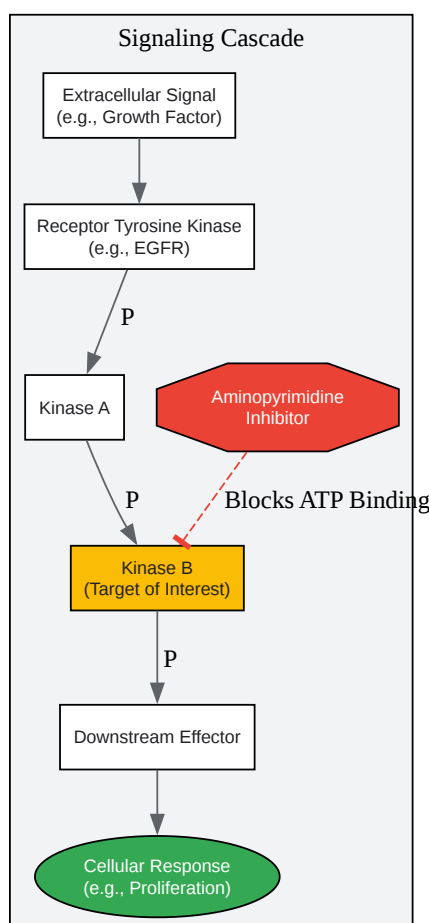 Signaling Cascade
Extracellular Signal
(e.g., Growth Factor)
Receptor Tyrosine Kinase
(e.g., EGFR)
P
Kinase A
Aminopyrimidine
Inhibitor
P
Blocks ATP Binding
Kinase B
(Target of Interest)
P
Downstream Effector
Cellular Response
(e.g., Proliferation)